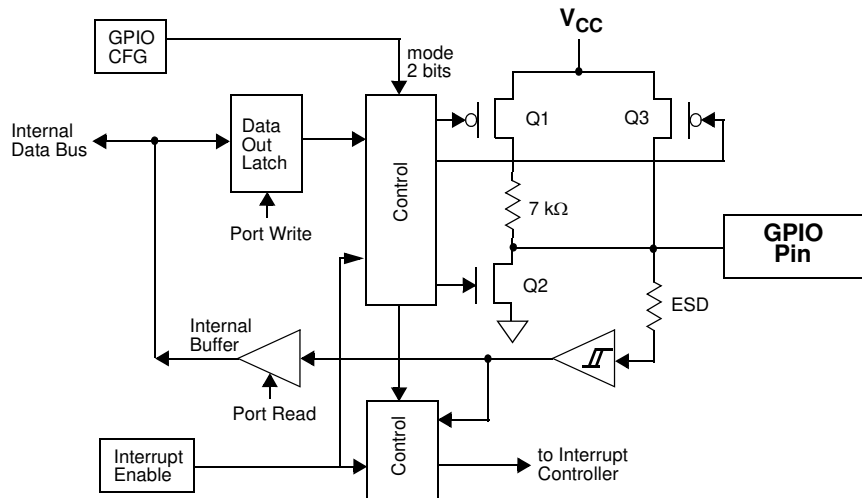 GPIO
CFG
mode
2 bits
VCC
Internal
Data Bus
Data
Out
Latch
Port Write
Control
Q1
Q3
7 kΩ
Q2
GPIO
Pin
ESD
Internal
Buffer
Port Read
Interrupt
Enable
Control
to Interrupt
Controller